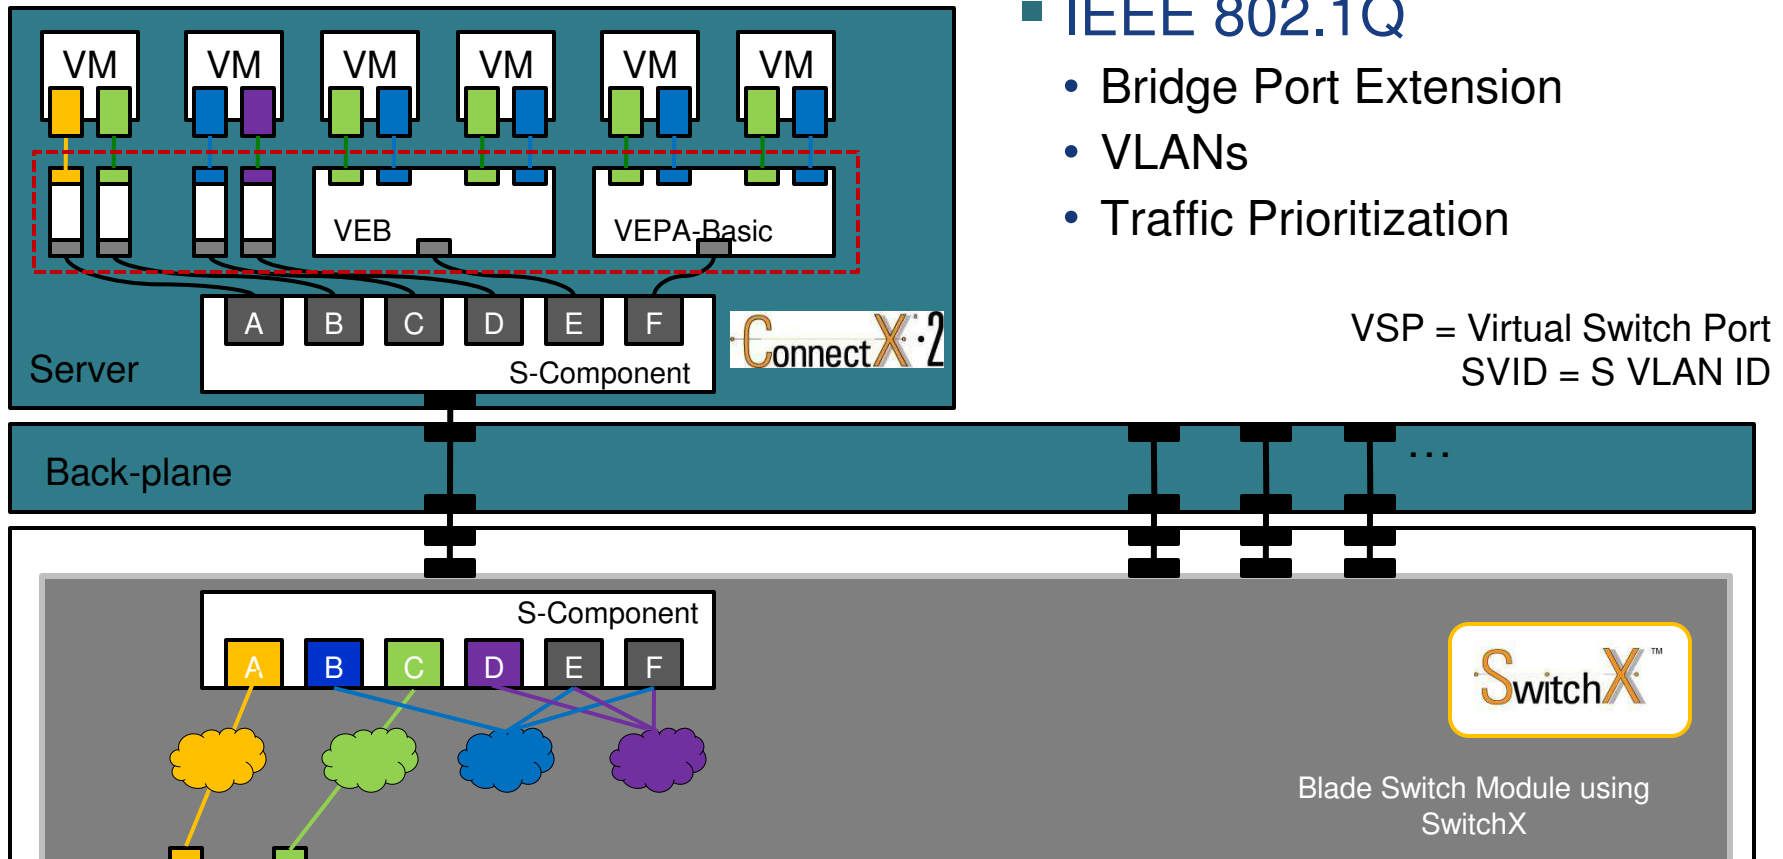 IEEE 802.1Q
• Bridge Port Extension
• VLANs
• Traffic Prioritization
VSP = Virtual Switch Port
SVID = S VLAN ID
VM VM VM VM VM VM
VEB VEPA-Basic
A B C D E F
S-Component
Server
ConnectX®·2
Back-plane
...
S-Component
A B C D E F
SwitchX™
Blade Switch Module using
SwitchX